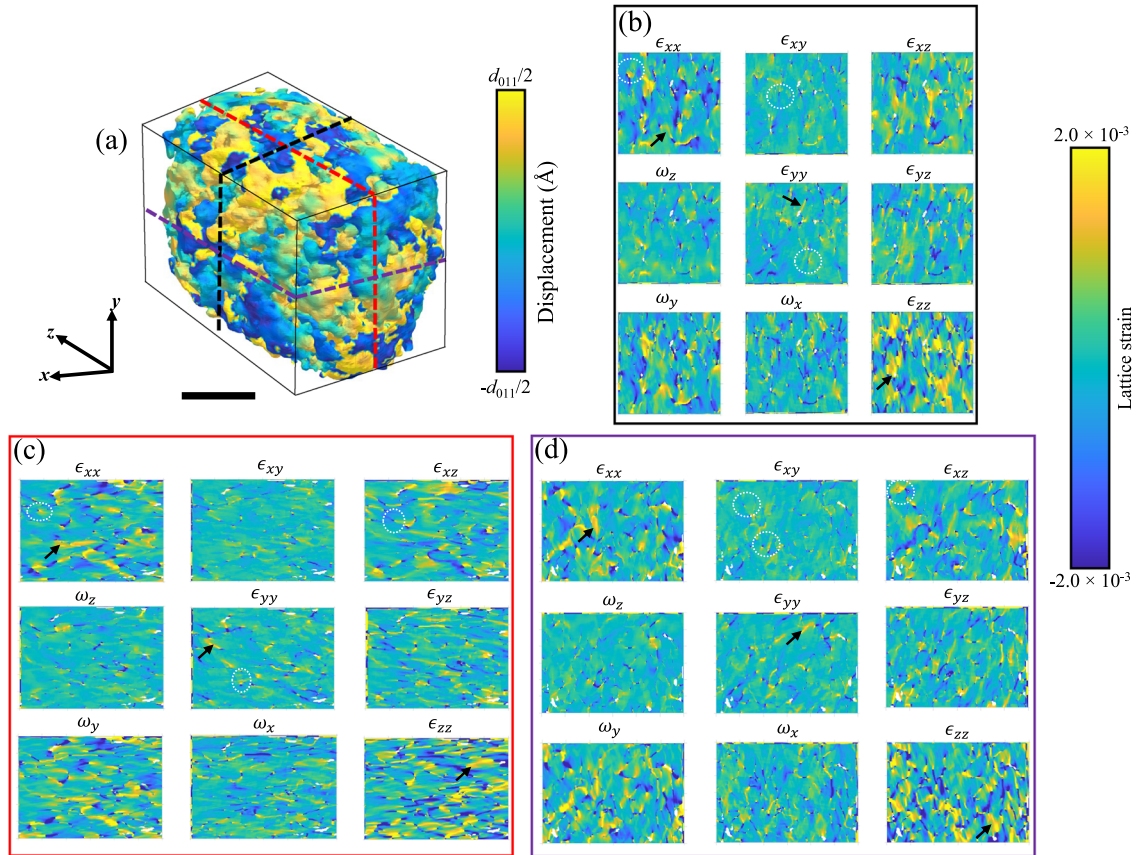 (a)
d₀₁₁/2
Displacement (Å)
-d₀₁₁/2
y
z
x
(b)
ϵxx ϵxy ϵxz
ωz ϵyy ϵyz
ωy ωx ϵzz
2.0 × 10⁻³
Lattice strain
-2.0 × 10⁻³
(c)
ϵxx ϵxy ϵxz
ωz ϵyy ϵyz
ωy ωx ϵzz
(d)
ϵxx ϵxy ϵxz
ωz ϵyy ϵyz
ωy ωx ϵzz